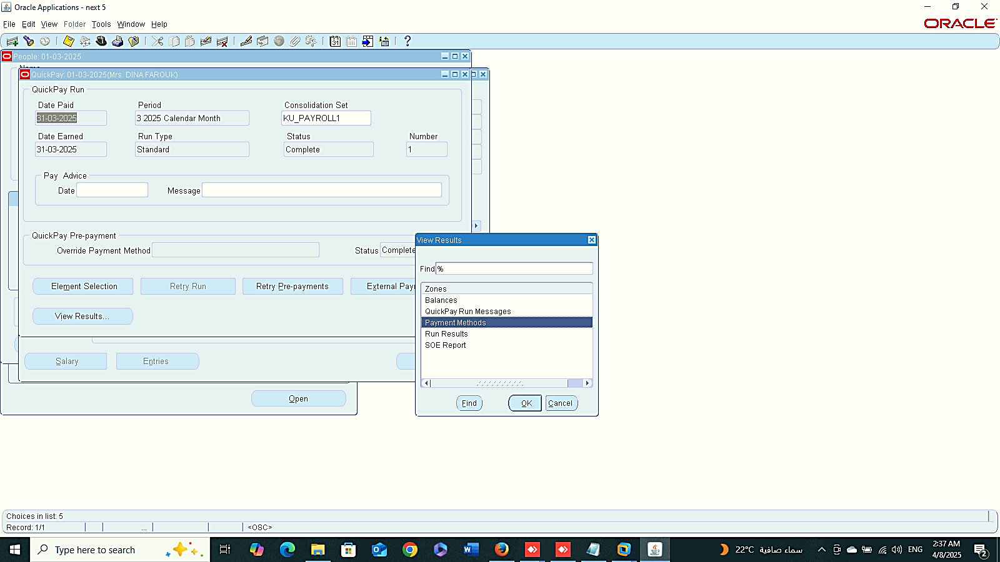 Oracle Applications - next 5
File Edit View Folder Tools Window Help
ORACLE
People: 01-03-2025
QuickPay: 01-03-2025(Mrs. DINA FAROUK)
QuickPay Run
Date Paid Period Consolidation Set
31-03-2025 3 2025 Calendar Month KU_PAYROLL1
Date Earned Run Type Status Number
31-03-2025 Standard Complete 1
Pay Advice
Date Message
QuickPay Pre-payment
Override Payment Method Status Complete
Element Selection Retry Run Retry Pre-payments External Payr
View Results...
Salary Entries
Open
View Results
Find %
Zones
Balances
QuickPay Run Messages
Payment Methods
Run Results
SOE Report
Find OK Cancel
Choices in list: 5
Record: 1/1 ... <OSC>
Type here to search
22°C سماء صافية
ENG
2:37 AM
4/8/2025
2